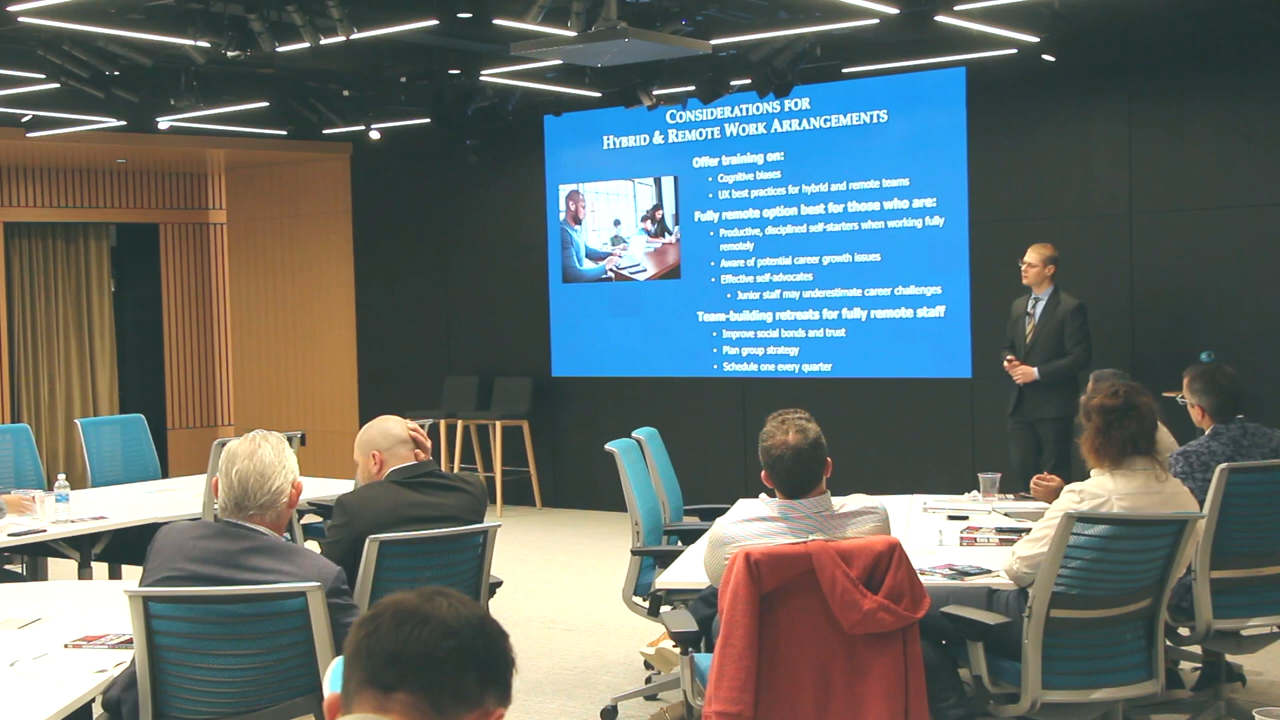 CONSIDERATIONS FOR
HYBRID & REMOTE WORK ARRANGEMENTS
Offer training on:
• Cognitive biases
• UX best practices for hybrid and remote teams
Fully remote option best for those who are:
• Productive, disciplined self-starters when working fully
remotely
• Aware of potential career growth issues
• Effective self-advocates
• Junior staff may underestimate career challenges
Team-building retreats for fully remote staff
• Improve social bonds and trust
• Plan group strategy
• Schedule one every quarter